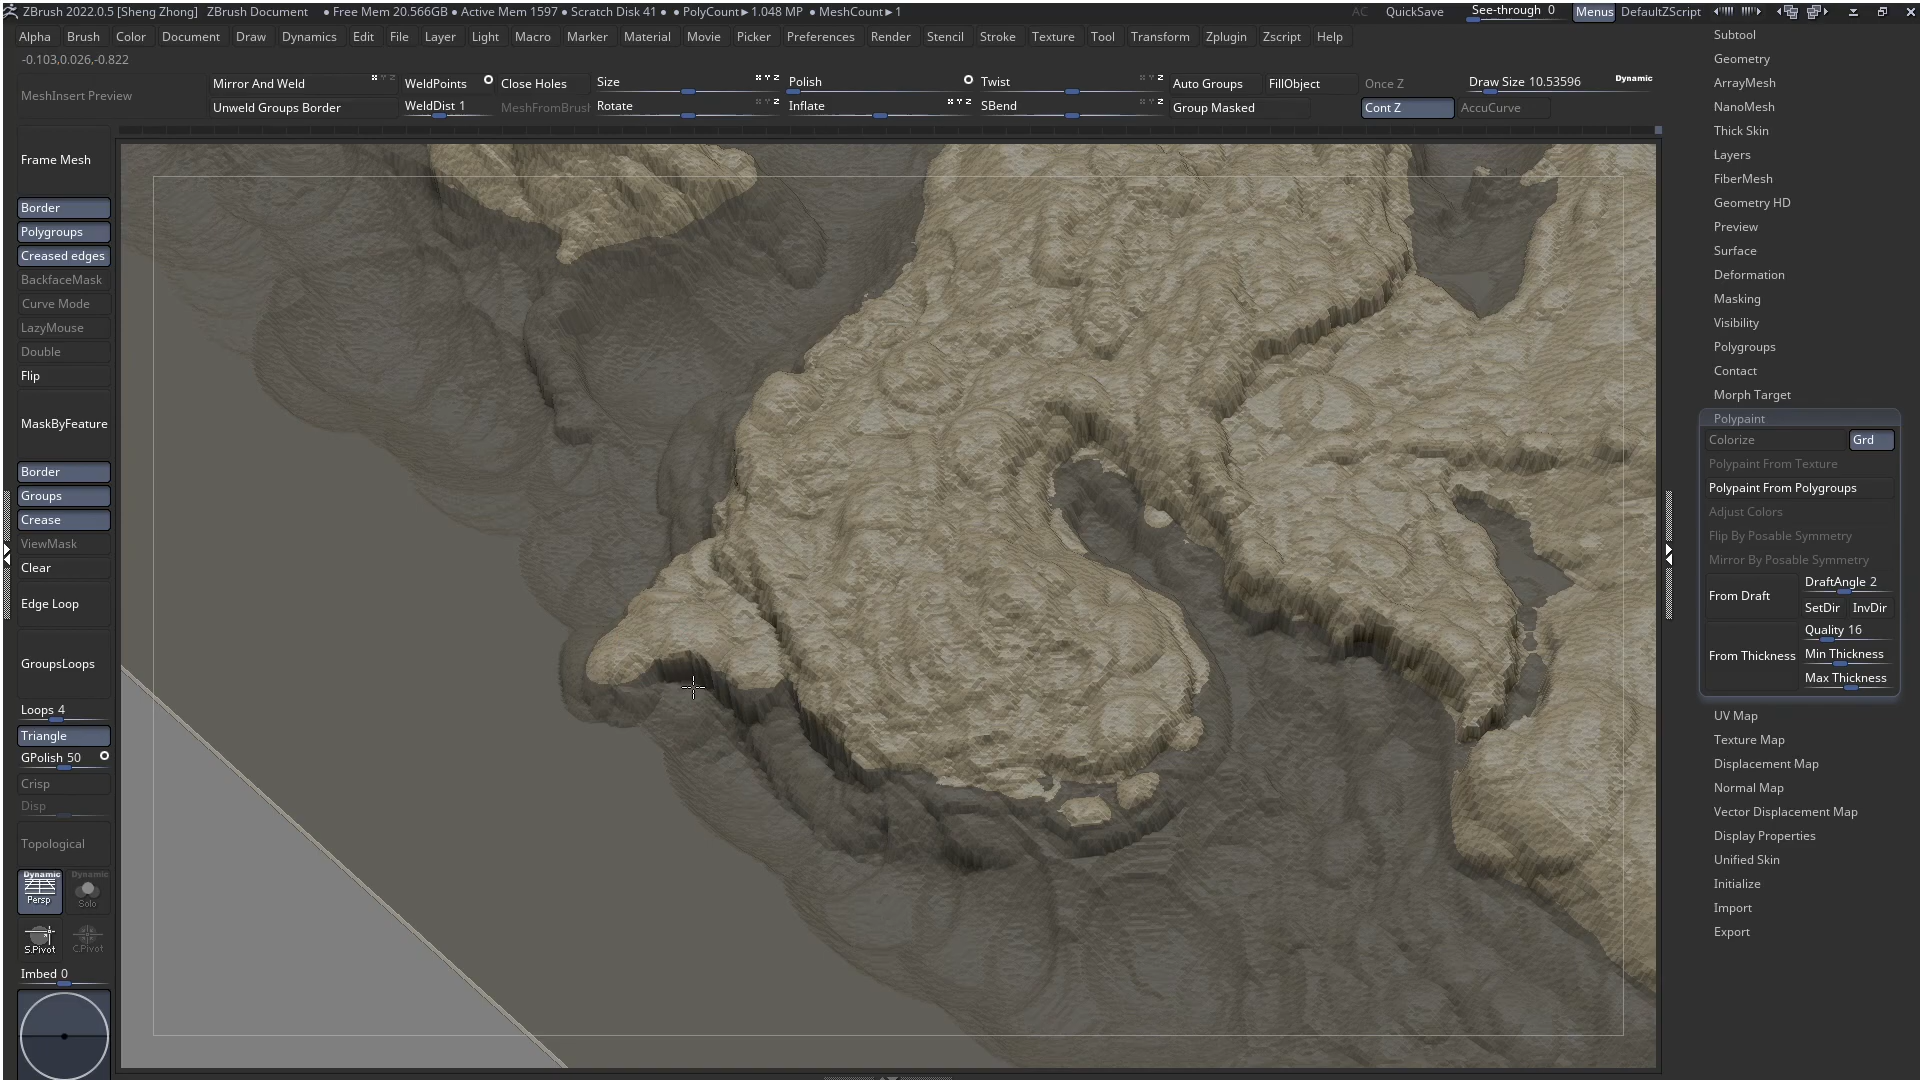 ZBrush 2022.0.5 [Sheng Zhong] ZBrush Document • Free Mem 20.566GB • Active Mem 1597 • Scratch Disk 41 • • PolyCount► 1.048 MP • MeshCount► 1 AC QuickSave See-through 0 Menus DefaultZScript
Alpha Brush Color Document Draw Dynamics Edit File Layer Light Macro Marker Material Movie Picker Preferences Render Stencil Stroke Texture Tool Transform Zplugin Zscript Help
-0.103,0.026,-0.822
MeshInsert Preview
Mirror And Weld WeldPoints Close Holes Size Polish Twist Auto Groups FillObject Once Z Draw Size 10.53596 Dynamic
Unweld Groups Border WeldDist 1 MeshFromBrush Rotate Inflate SBend Group Masked Cont Z AccuCurve
Frame Mesh
Border
Polygroups
Creased edges
BackfaceMask
Curve Mode
LazyMouse
Double
Flip
MaskByFeature
Border
Groups
Crease
ViewMask
Clear
Edge Loop
GroupsLoops
Loops 4
Triangle
GPolish 50
Crisp
Disp
Topological
Dynamic Dynamic
Persp Solo
S.Pivot C.Pivot
Imbed 0
Subtool
Geometry
ArrayMesh
NanoMesh
Thick Skin
Layers
FiberMesh
Geometry HD
Preview
Surface
Deformation
Masking
Visibility
Polygroups
Contact
Morph Target
Polypaint
Colorize Grd
Polypaint From Texture
Polypaint From Polygroups
Adjust Colors
Flip By Posable Symmetry
Mirror By Posable Symmetry
From Draft DraftAngle 2
SetDir InvDir
From Thickness Quality 16
Min Thickness
Max Thickness
UV Map
Texture Map
Displacement Map
Normal Map
Vector Displacement Map
Display Properties
Unified Skin
Initialize
Import
Export